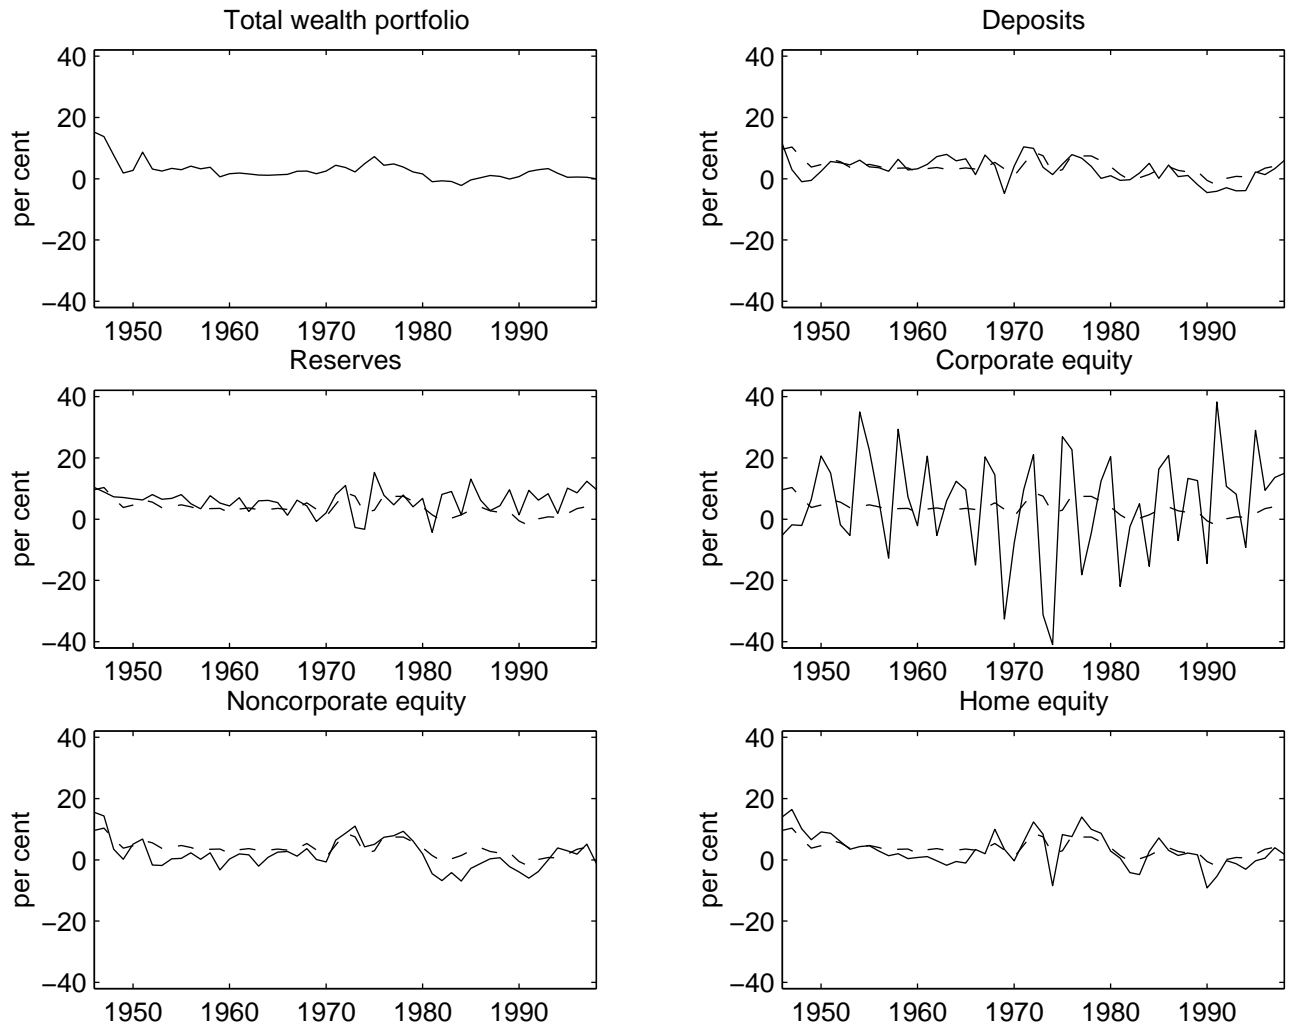 Total wealth portfolio
40
20
0
−20
−40
per cent
1950 1960 1970 1980 1990
Deposits
40
20
0
−20
−40
per cent
1950 1960 1970 1980 1990
Reserves
40
20
0
−20
−40
per cent
1950 1960 1970 1980 1990
Corporate equity
40
20
0
−20
−40
per cent
1950 1960 1970 1980 1990
Noncorporate equity
40
20
0
−20
−40
per cent
1950 1960 1970 1980 1990
Home equity
40
20
0
−20
−40
per cent
1950 1960 1970 1980 1990